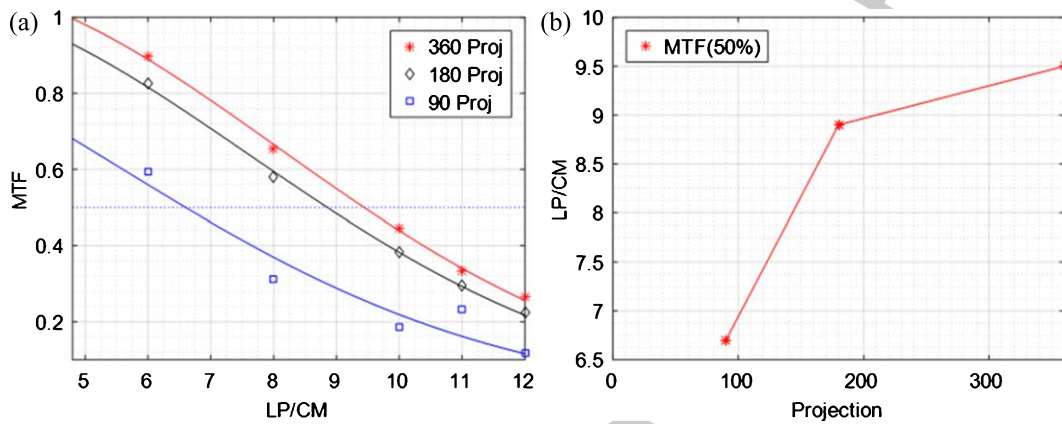 (a)
1
0.8
0.6
0.4
0.2
MTF
360 Proj
180 Proj
90 Proj
5 6 7 8 9 10 11 12
LP/CM
(b)
10
9.5
9
8.5
8
7.5
7
6.5
LP/CM
MTF(50%)
0 100 200 300
Projection